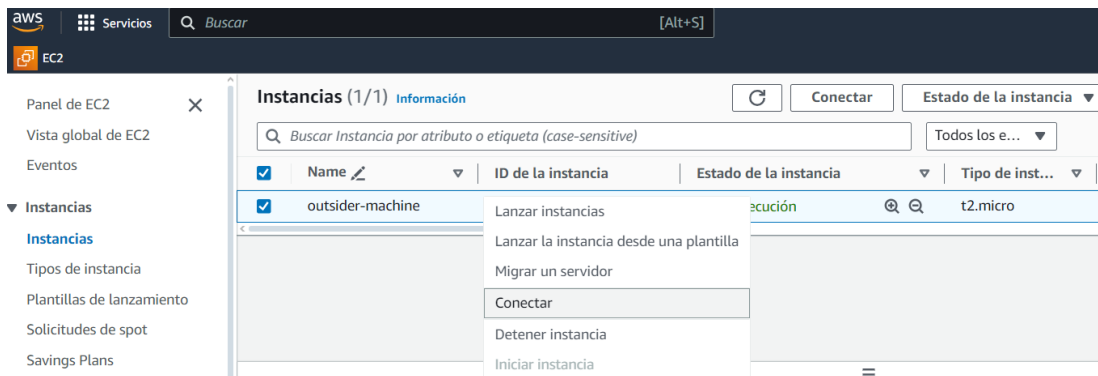 aws Servicios Buscar [Alt+S]
EC2
Panel de EC2
Vista global de EC2
Eventos
Instancias
Instancias
Tipos de instancia
Plantillas de lanzamiento
Solicitudes de spot
Savings Plans
Instancias (1/1) Información Conectar Estado de la instancia
Buscar Instancia por atributo o etiqueta (case-sensitive) Todos los e...
Name ID de la instancia Estado de la instancia Tipo de inst...
outsider-machine ecución t2.micro
Lanzar instancias
Lanzar la instancia desde una plantilla
Migrar un servidor
Conectar
Detener instancia
Iniciar instancia